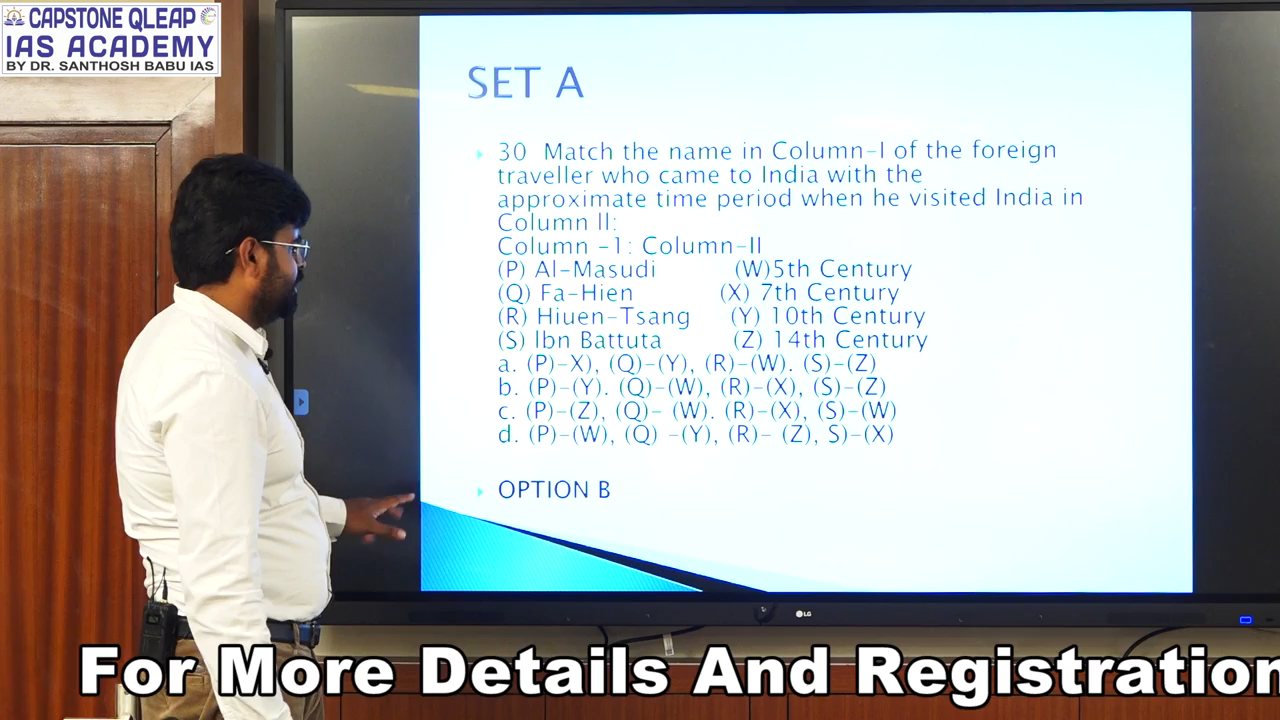 CAPSTONE QLEAP
IAS ACADEMY
BY DR. SANTHOSH BABU IAS
SET A
30 Match the name in Column-I of the foreign
traveller who came to India with the
approximate time period when he visited India in
Column II:
Column -1: Column-II
(P) Al-Masudi (W)5th Century
(Q) Fa-Hien (X) 7th Century
(R) Hiuen-Tsang (Y) 10th Century
(S) Ibn Battuta (Z) 14th Century
a. (P)-X), (Q)-(Y), (R)-(W). (S)-(Z)
b. (P)-(Y). (Q)-(W), (R)-(X), (S)-(Z)
c. (P)-(Z), (Q)- (W). (R)-(X), (S)-(W)
d. (P)-(W), (Q) -(Y), (R)- (Z), S)-(X)
OPTION B
LG
For More Details And Registration